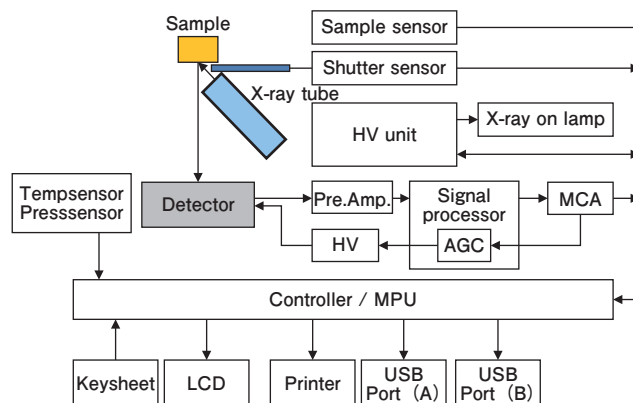 Sample
Sample sensor
Shutter sensor
X-ray tube
HV unit
X-ray on lamp
Tempsensor
Presssensor
Detector
Pre.Amp.
Signal
processor
MCA
HV
AGC
Controller / MPU
Keysheet
LCD
Printer
USB
Port（A）
USB
Port（B）